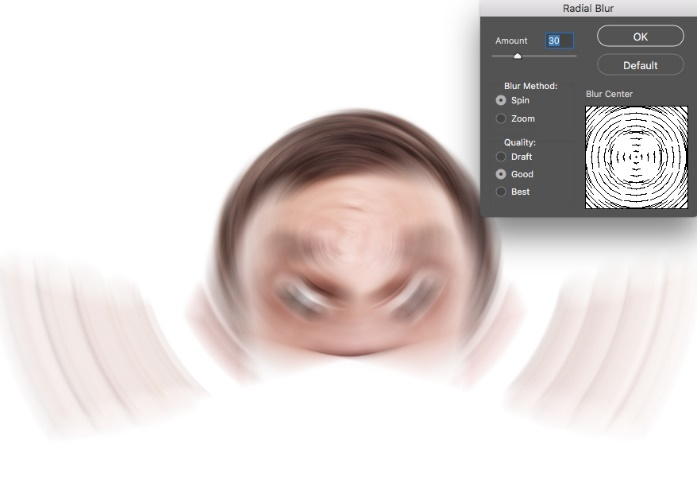 Radial Blur
Amount 30
OK
Default
Blur Method:
Spin
Zoom
Blur Center
Quality:
Draft
Good
Best